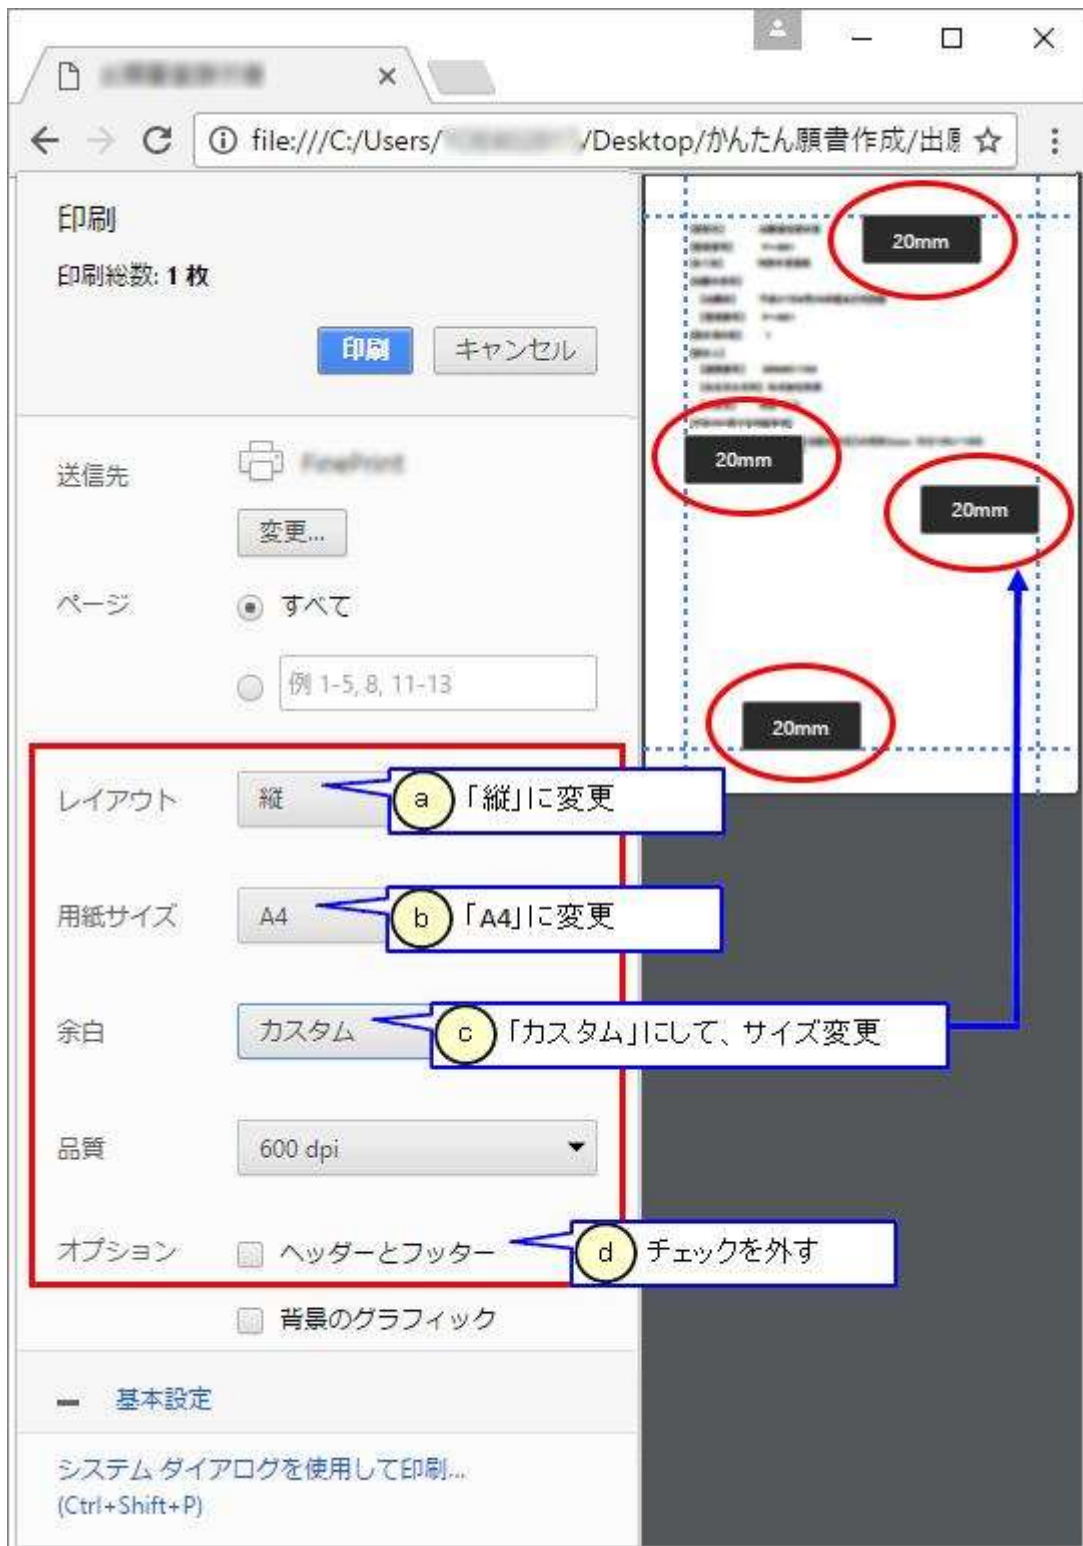 file:///C:/Users/
/Desktop/かんたん願書作成/出願
印刷
印刷総数: 1 枚
印刷
キャンセル
送信先
変更...
ページ
すべて
例 1-5, 8, 11-13
レイアウト
縦
a 「縦」に変更
用紙サイズ
A4
b 「A4」に変更
余白
カスタム
c 「カスタム」にして、サイズ変更
品質
600 dpi
オプション
ヘッダーとフッター
d チェックを外す
背景のグラフィック
基本設定
システム ダイアログを使用して印刷...
(Ctrl+Shift+P)
20mm
20mm
20mm
20mm